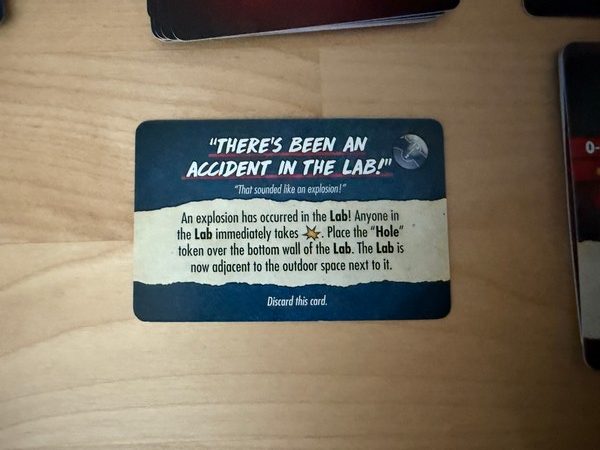 "THERE'S BEEN AN
ACCIDENT IN THE LAB!"
"That sounded like an explosion!"
An explosion has occurred in the Lab! Anyone in
the Lab immediately takes . Place the "Hole"
token over the bottom wall of the Lab. The Lab is
now adjacent to the outdoor space next to it.
Discard this card.
0-